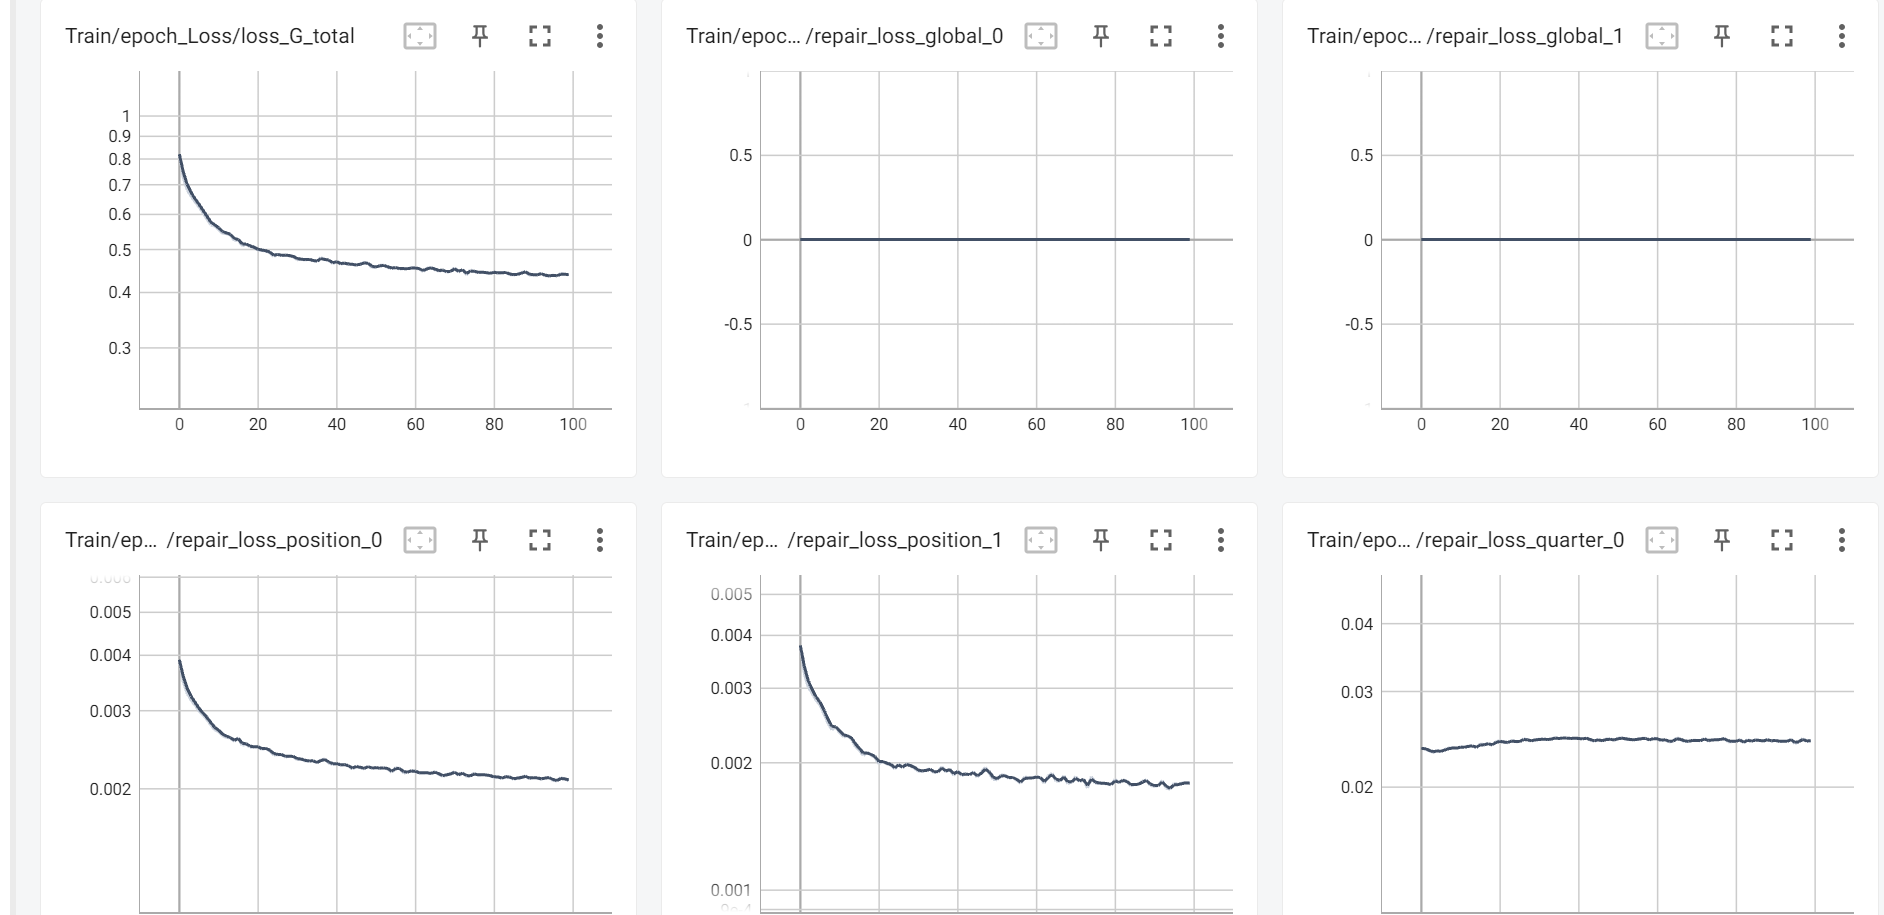 Train/epoch_Loss/loss_G_total
1
0.9
0.8
0.7
0.6
0.5
0.4
0.3
0 20 40 60 80 100
Train/epoc... /repair_loss_global_0
0.5
0
-0.5
0 20 40 60 80 100
Train/epoc... /repair_loss_global_1
0.5
0
-0.5
0 20 40 60 80 100
Train/ep... /repair_loss_position_0
0.006
0.005
0.004
0.003
0.002
Train/ep... /repair_loss_position_1
0.005
0.004
0.003
0.002
0.001
9e-4
Train/epo... /repair_loss_quarter_0
0.04
0.03
0.02